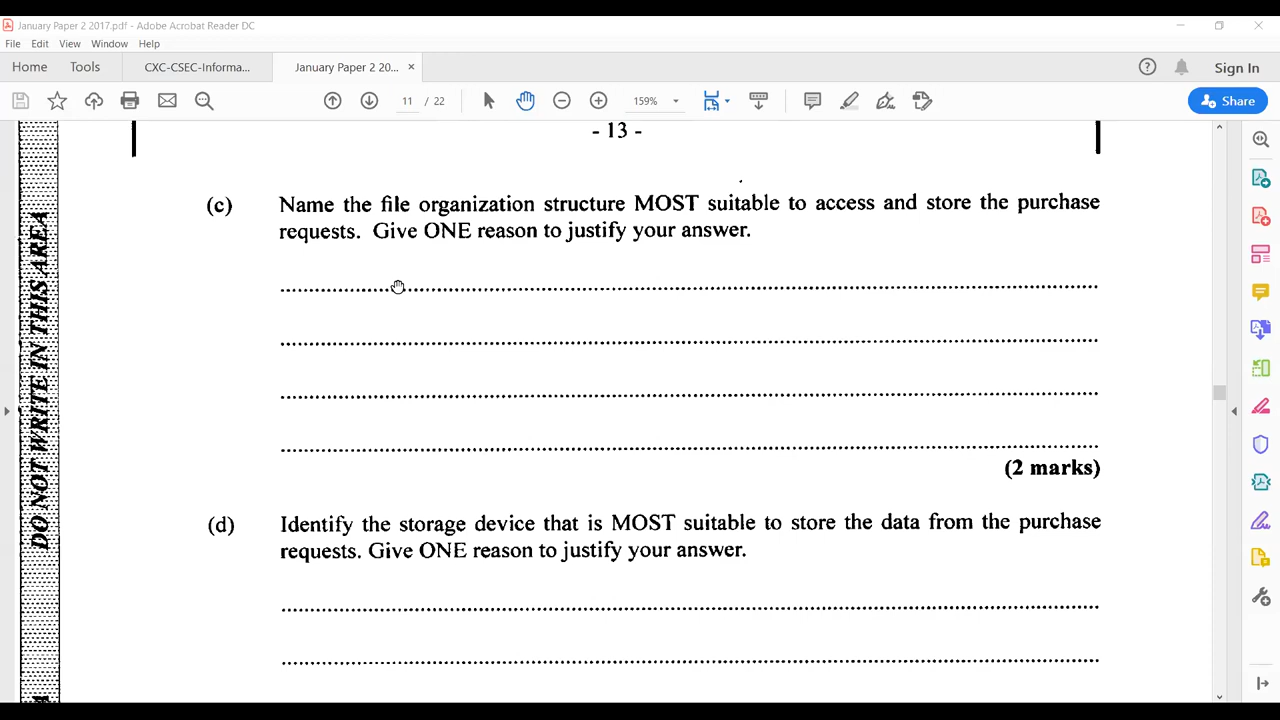 January Paper 2 2017.pdf - Adobe Acrobat Reader DC
File Edit View Window Help
Home Tools CXC-CSEC-Informa... January Paper 2 20... ×
11 / 22 159% Share
Sign In
- 13 -
(c) Name the file organization structure MOST suitable to access and store the purchase
requests. Give ONE reason to justify your answer.
(2 marks)
(d) Identify the storage device that is MOST suitable to store the data from the purchase
requests. Give ONE reason to justify your answer.
DO NOT WRITE IN THIS AREA